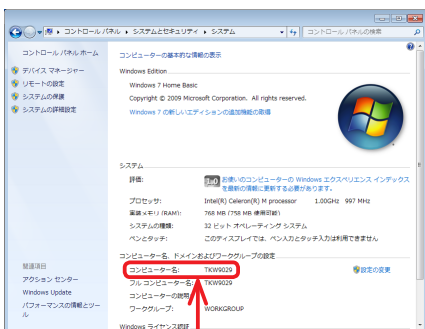 コントロール パネル ▸ システムとセキュリティ ▸ システム
コントロール パネルの検索
コントロール パネル ホーム
デバイス マネージャー
リモートの設定
システムの保護
システムの詳細設定
コンピューターの基本的な情報の表示
Windows Edition
Windows 7 Home Basic
Copyright © 2009 Microsoft Corporation. All rights reserved.
Windows 7 の新しいエディションの追加機能の取得
システム
評価: 1.0 お使いのコンピューターの Windows エクスペリエンス インデックス
を最新の情報に更新する必要があります。
プロセッサ: Intel(R) Celeron(R) M processor 1.00GHz 997 MHz
実装メモリ (RAM): 768 MB (758 MB 使用可能)
システムの種類: 32 ビット オペレーティング システム
ペンとタッチ: このディスプレイでは、ペン入力とタッチ入力は利用できません
コンピューター名、ドメインおよびワークグループの設定
コンピューター名: TKW9029
設定の変更
フル コンピューター名: TKW9029
コンピューターの説明
ワークグループ: WORKGROUP
Windows ライセンス認証
関連項目
アクション センター
Windows Update
パフォーマンスの情報とツー
ル